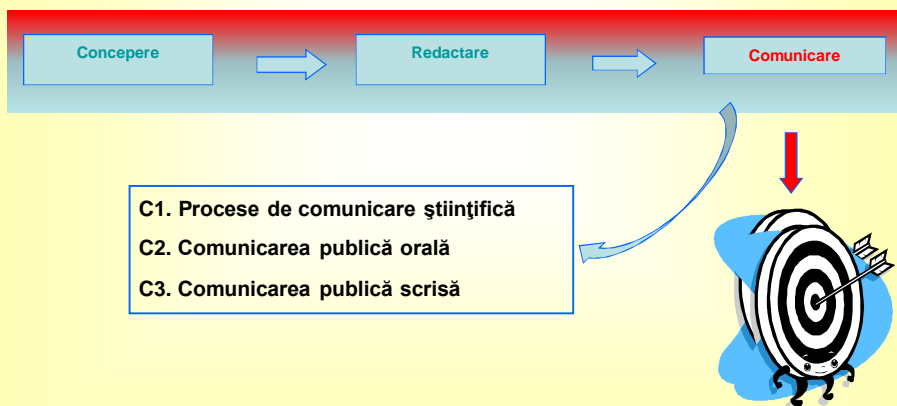 Concepere
Redactare
Comunicare
C1. Procese de comunicare ştiinţifică
C2. Comunicarea publică orală
C3. Comunicarea publică scrisă